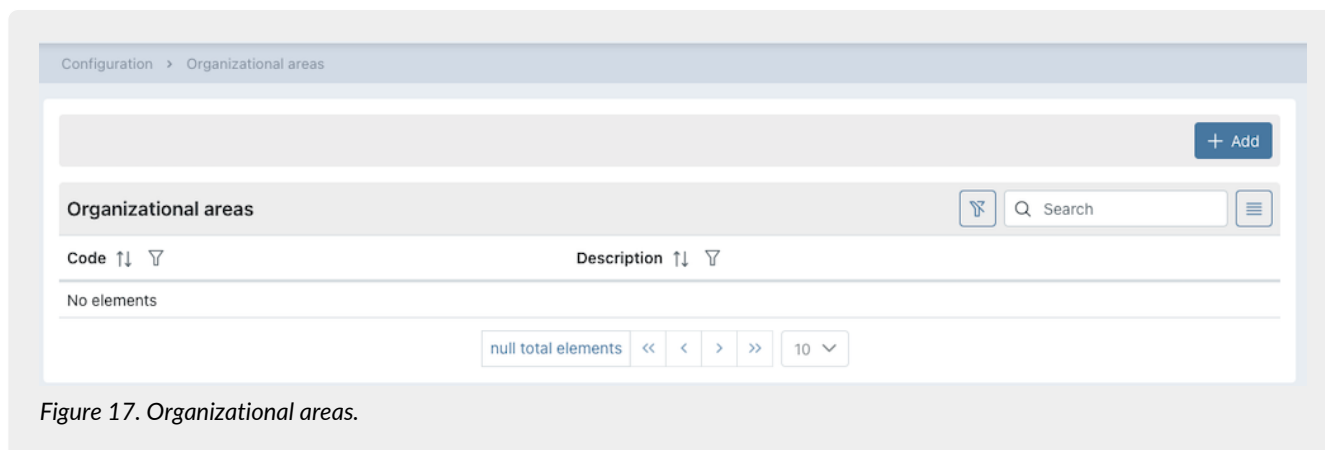 Configuration > Organizational areas
+ Add
Organizational areas Search
Code Description
No elements
null total elements << < > >> 10
Figure 17. Organizational areas.